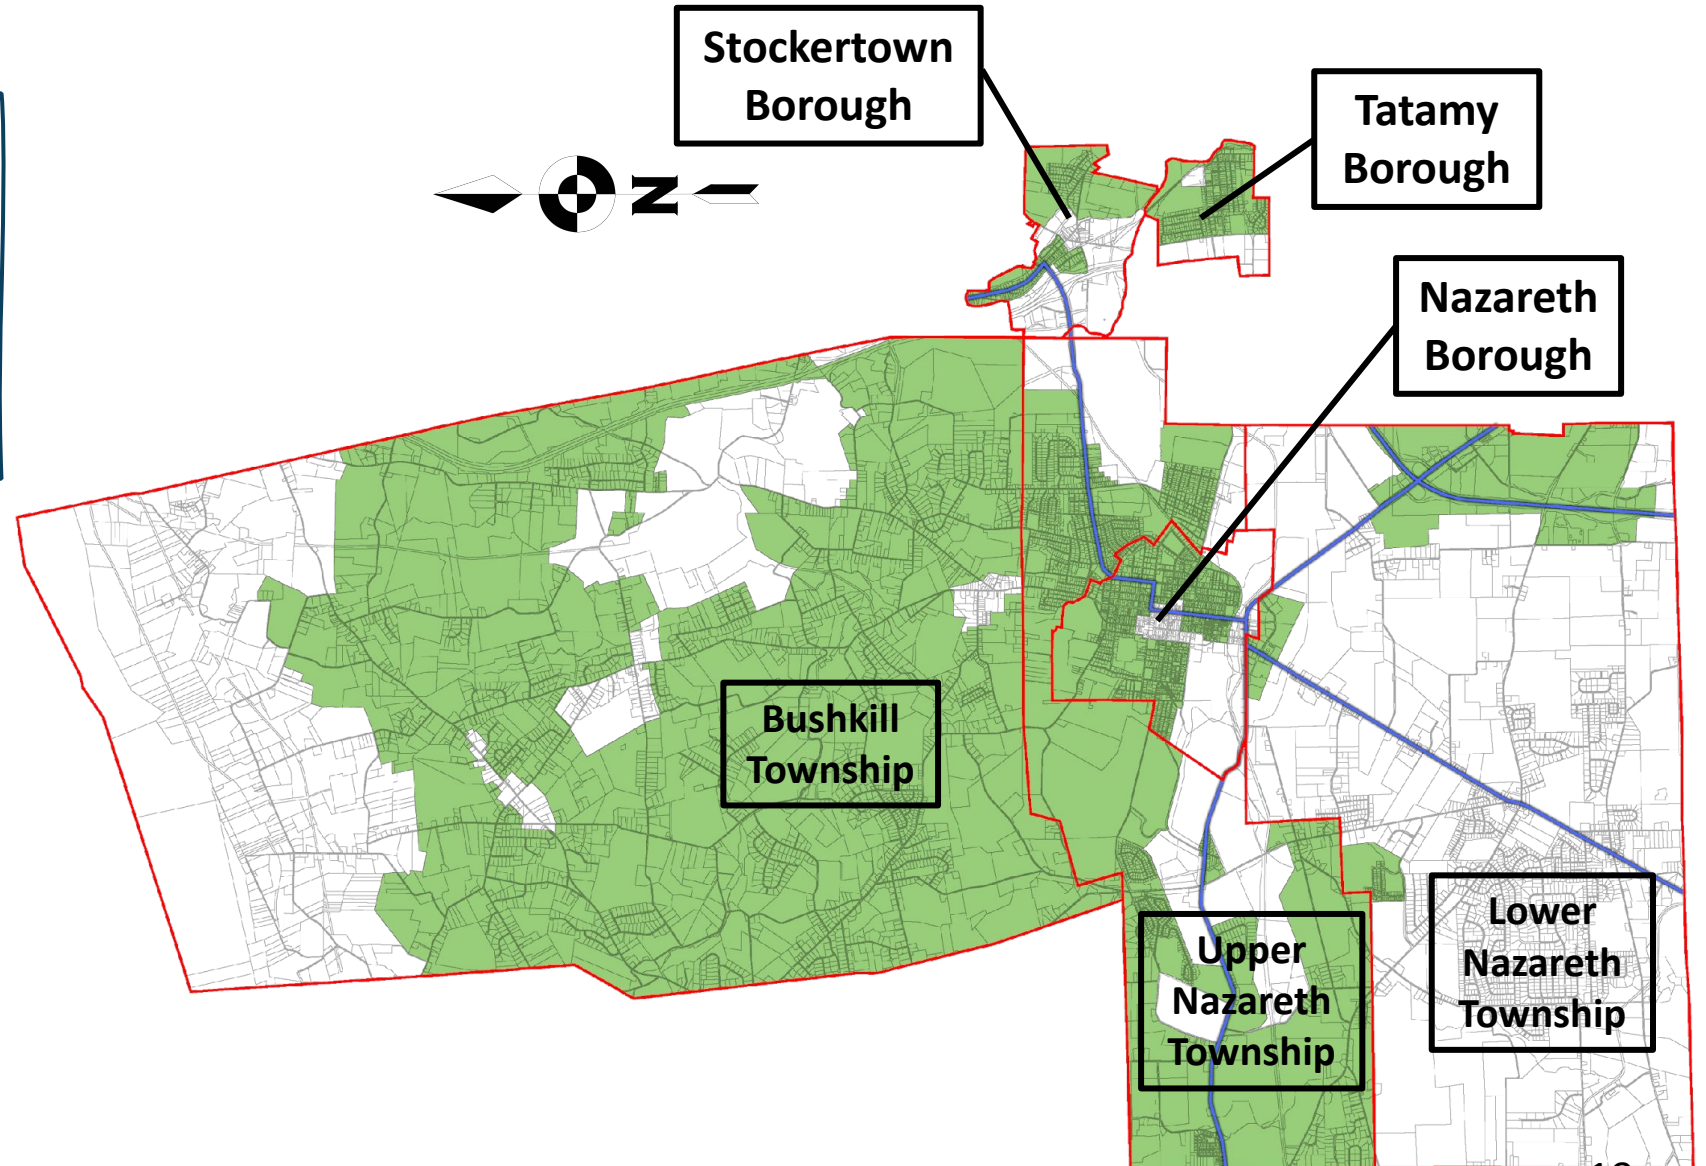 Stockertown
Borough
Tatamy
Borough
N
Nazareth
Borough
Bushkill
Township
Lower
Nazareth
Township
Upper
Nazareth
Township